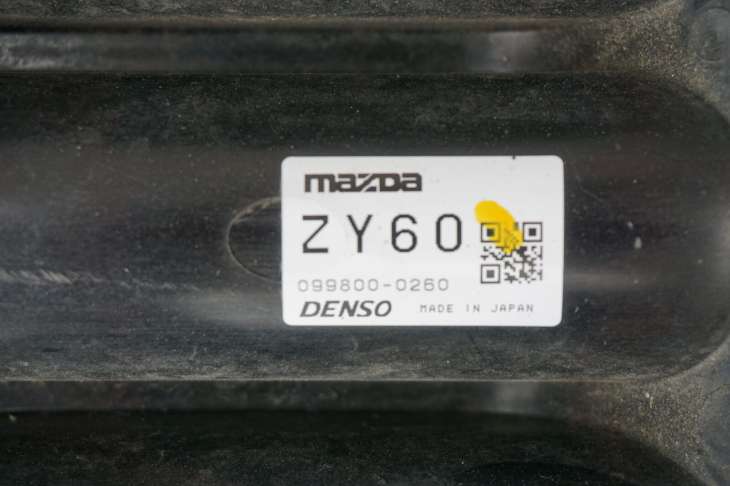 mazda
ZY60
099800-0260
DENSO MADE IN JAPAN